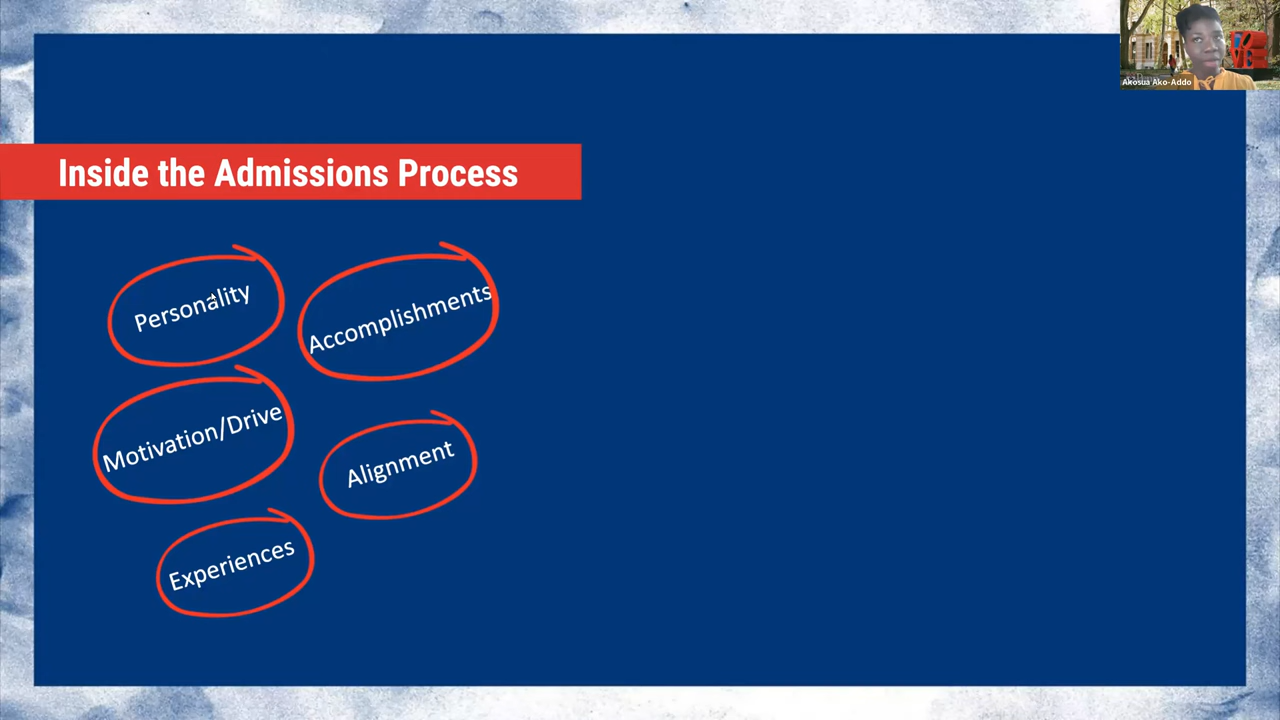 Akosua Ako-Addo
Inside the Admissions Process
Personality
Accomplishments
Motivation/Drive
Alignment
Experiences